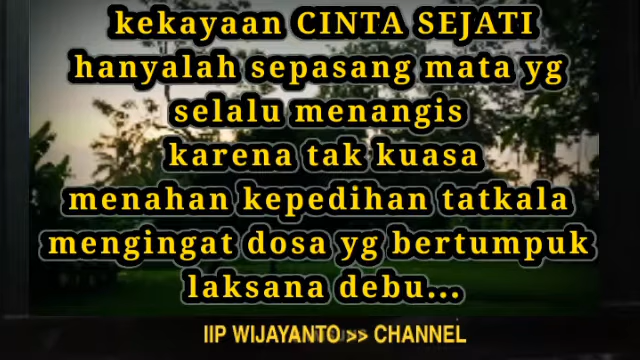 kekayaan CINTA SEJATI
hanyalah sepasang mata yg
selalu menangis
karena tak kuasa
menahan kepedihan tatkala
mengingat dosa yg bertumpuk
laksana debu...
IIP WIJAYANTO >> CHANNEL